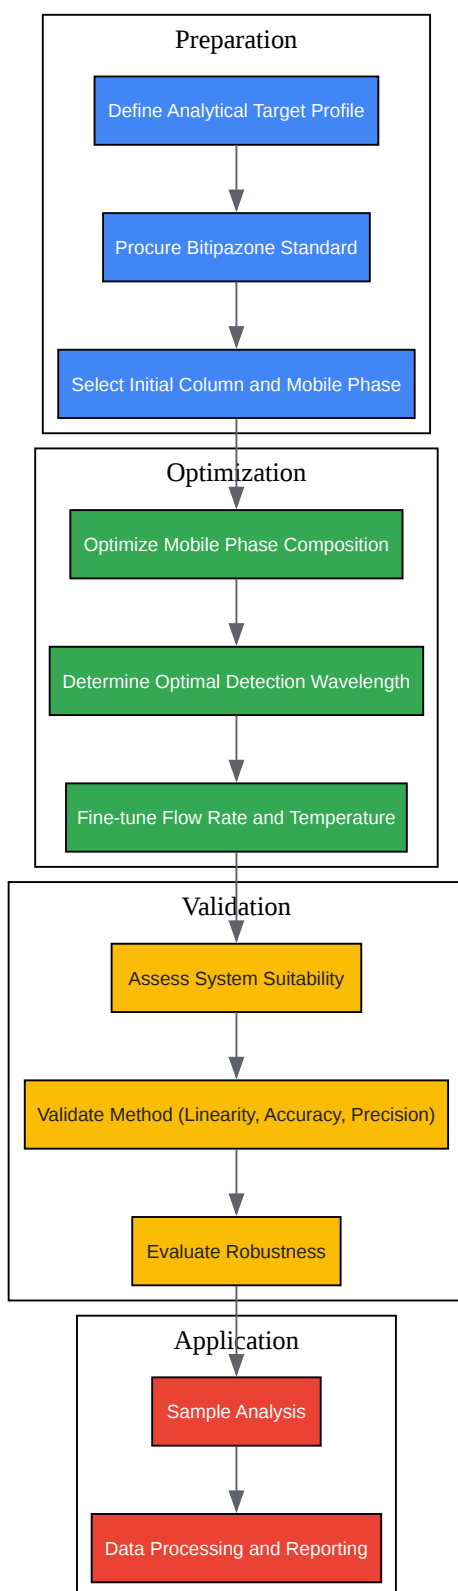 Preparation
Define Analytical Target Profile
Procure Bitipazone Standard
Select Initial Column and Mobile Phase
Optimization
Optimize Mobile Phase Composition
Determine Optimal Detection Wavelength
Fine-tune Flow Rate and Temperature
Validation
Assess System Suitability
Validate Method (Linearity, Accuracy, Precision)
Evaluate Robustness
Application
Sample Analysis
Data Processing and Reporting